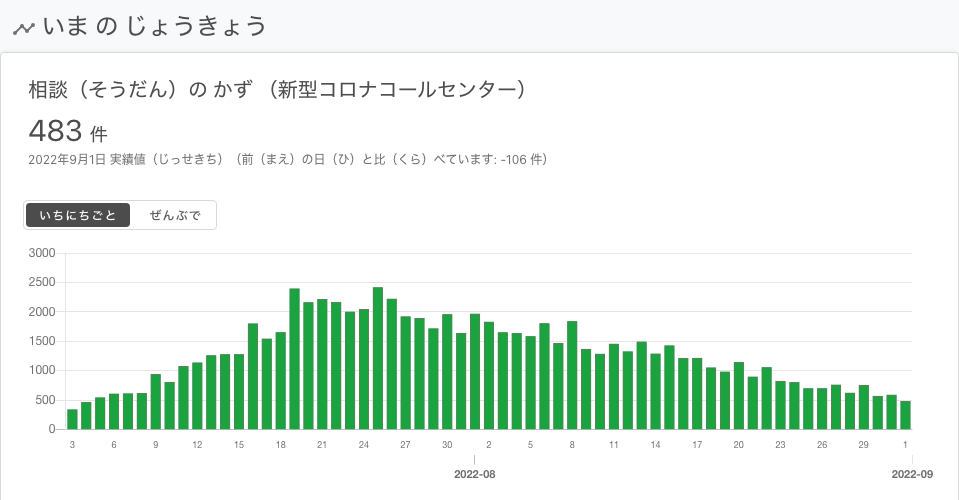 いま の じょうきょう
相談（そうだん）の かず （新型コロナコールセンター）
483 件
2022年9月1日 実績値（じっせきち）（前（まえ）の日（ひ）と比（くら）べています: -106 件）
いちにちごと ぜんぶで
3000
2500
2000
1500
1000
500
0
3 6 9 12 15 18 21 24 27 30 2 5 8 11 14 17 20 23 26 29 1
2022-08 2022-09